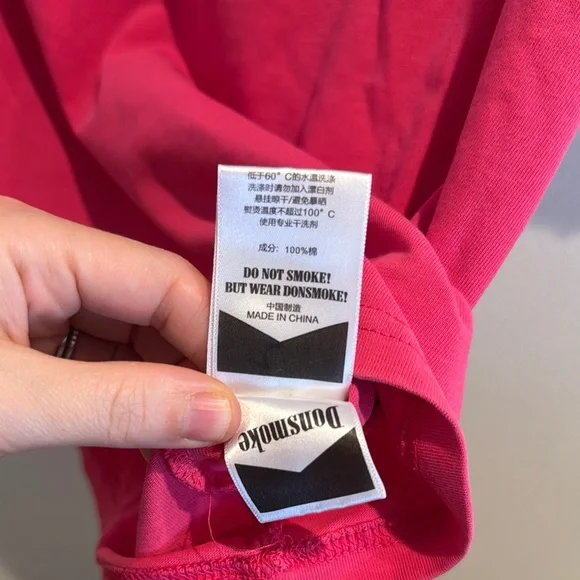 低于60°C的水温洗涤
洗涤时请勿加入漂白剂
悬挂晾干/避免暴晒
熨烫温度不超过100°C
使用专业干洗剂
成分：100%棉
DO NOT SMOKE!
BUT WEAR DONSMOKE!
中国制造
MADE IN CHINA
Donsmoke